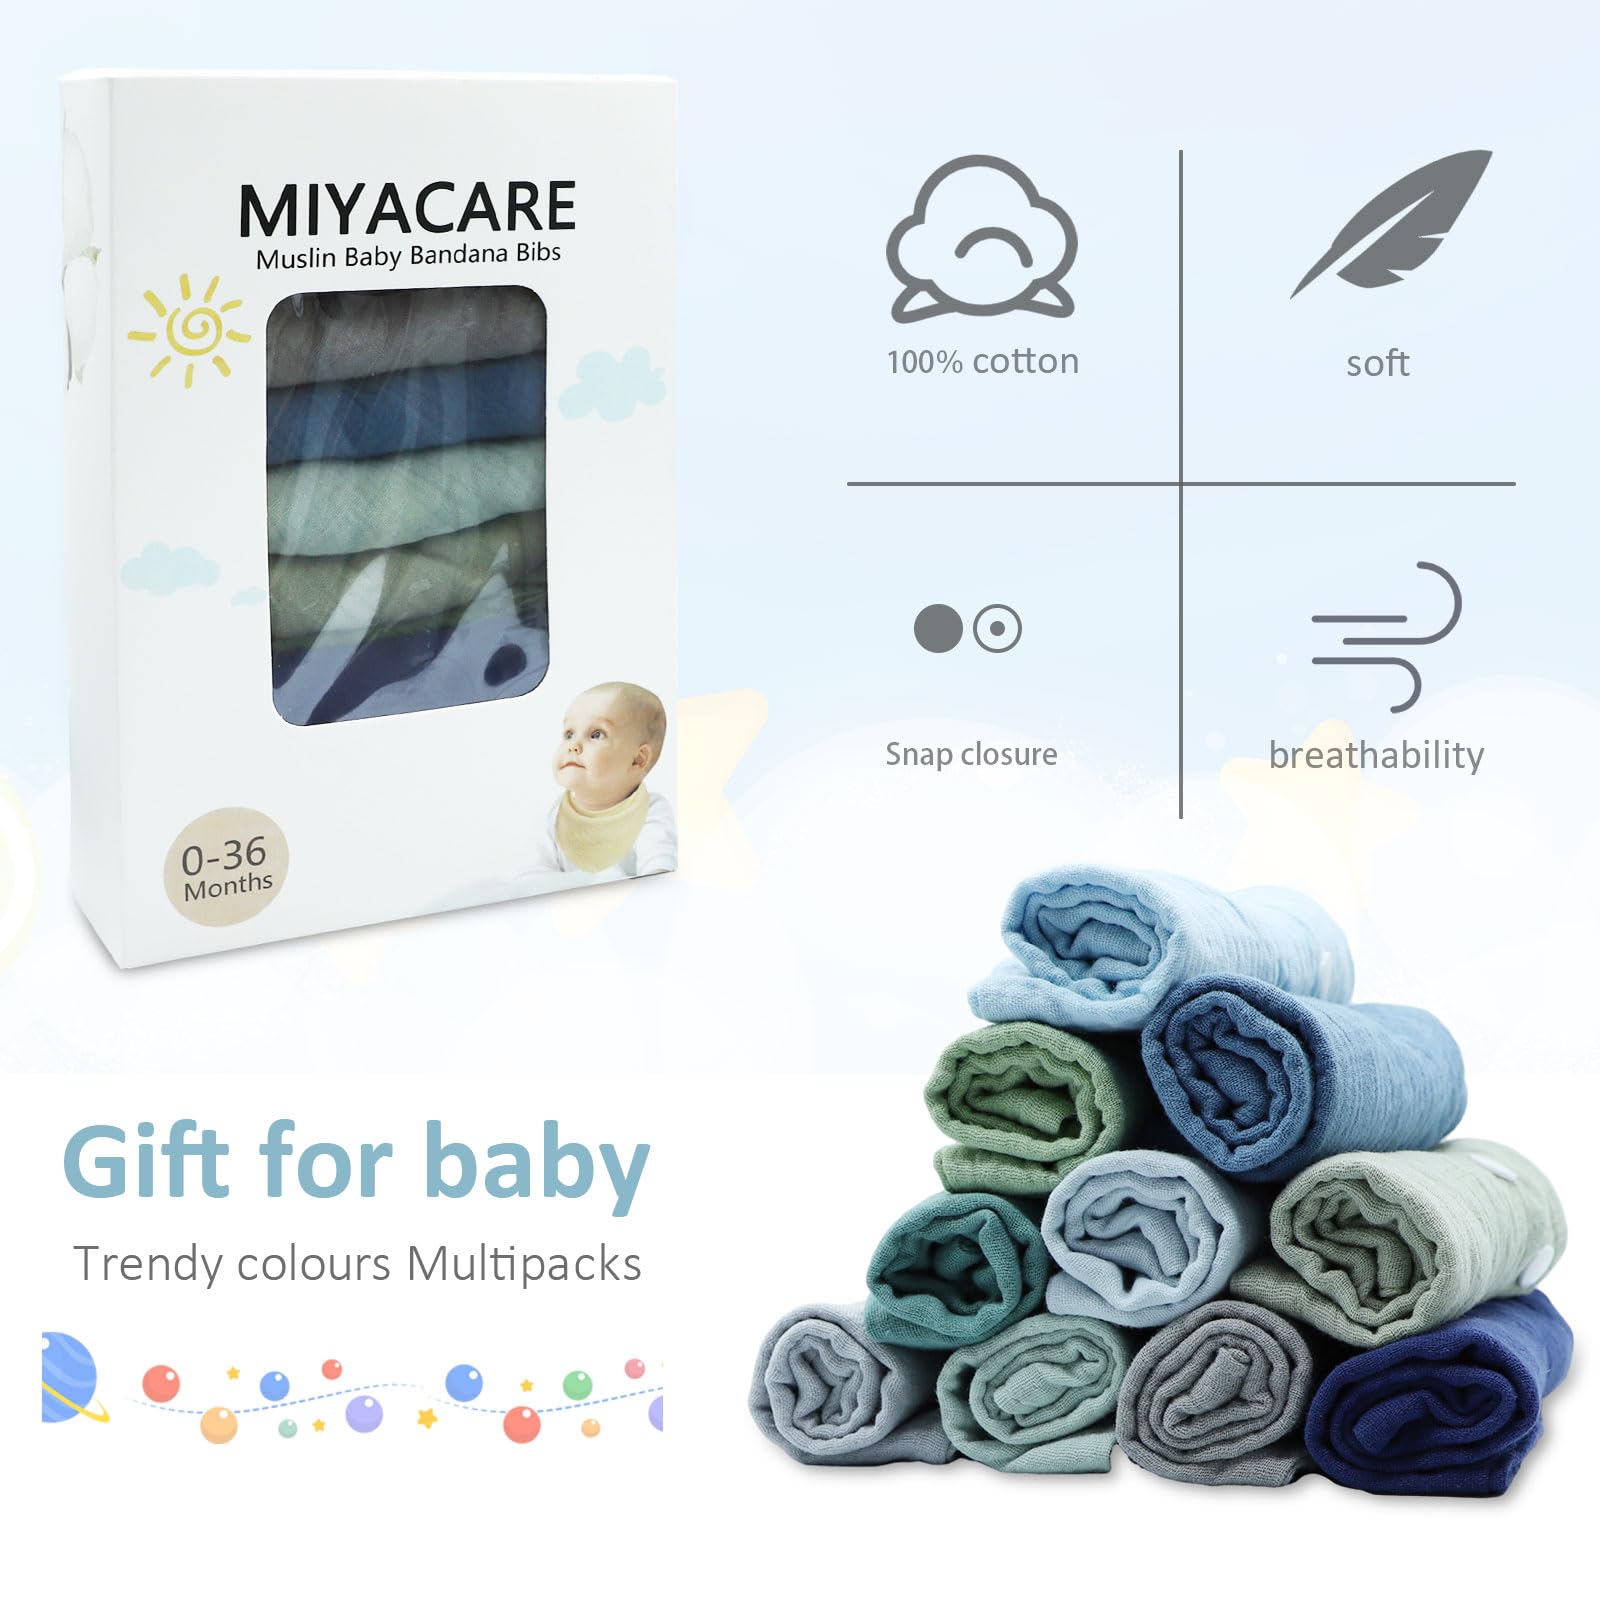 MIYACARE
Muslin Baby Bandana Bibs
0-36
Months
100% cotton
soft
Snap closure
breathability
Gift for baby
Trendy colours Multipacks